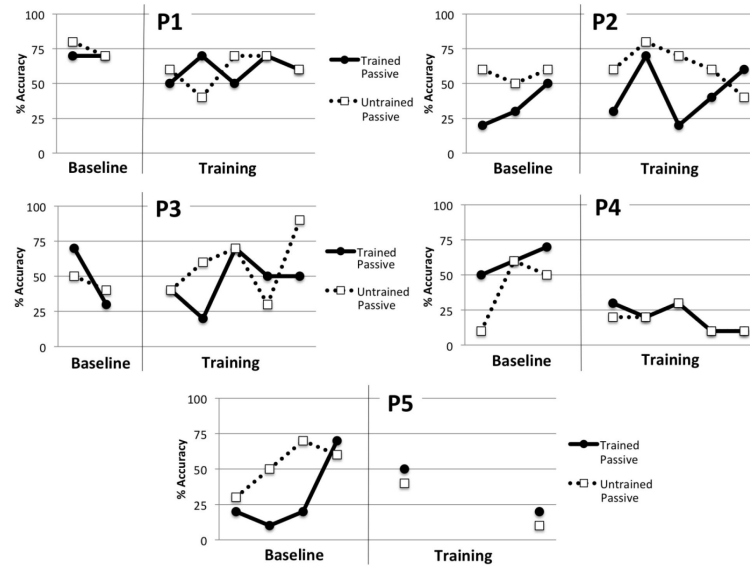 P1
100
75
50
25
0
% Accuracy
Baseline
Training
Trained
Passive
Untrained
Passive
P2
100
75
50
25
0
% Accuracy
Baseline
Training
P3
100
75
50
25
0
% Accuracy
Baseline
Training
Trained
Passive
Untrained
Passive
P4
100
75
50
25
0
% Accuracy
Baseline
Training
P5
100
75
50
25
0
% Accuracy
Baseline
Training
Trained
Passive
Untrained
Passive